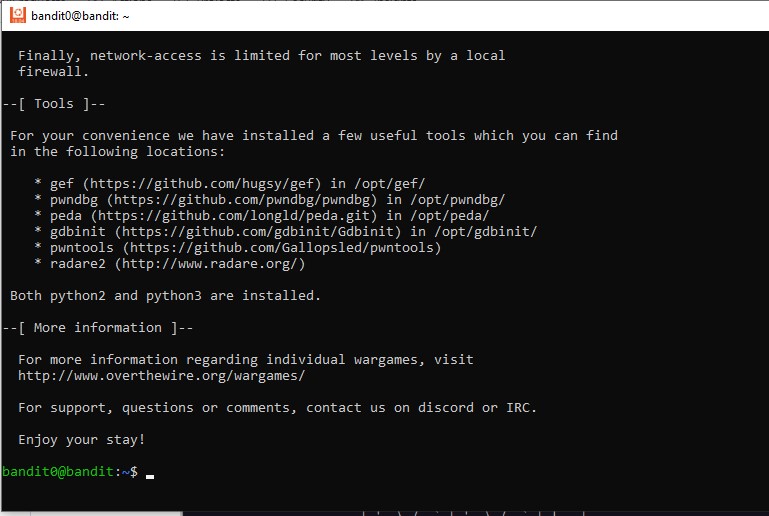 bandit0@bandit: ~
Finally, network-access is limited for most levels by a local
firewall.
--[ Tools ]--
For your convenience we have installed a few useful tools which you can find
in the following locations:
* gef (https://github.com/hugsy/gef) in /opt/gef/
* pwndbg (https://github.com/pwndbg/pwndbg) in /opt/pwndbg/
* peda (https://github.com/longld/peda.git) in /opt/peda/
* gdbinit (https://github.com/gdbinit/Gdbinit) in /opt/gdbinit/
* pwntools (https://github.com/Gallopsled/pwntools)
* radare2 (http://www.radare.org/)
Both python2 and python3 are installed.
--[ More information ]--
For more information regarding individual wargames, visit
http://www.overthewire.org/wargames/
For support, questions or comments, contact us on discord or IRC.
Enjoy your stay!
bandit0@bandit:~$